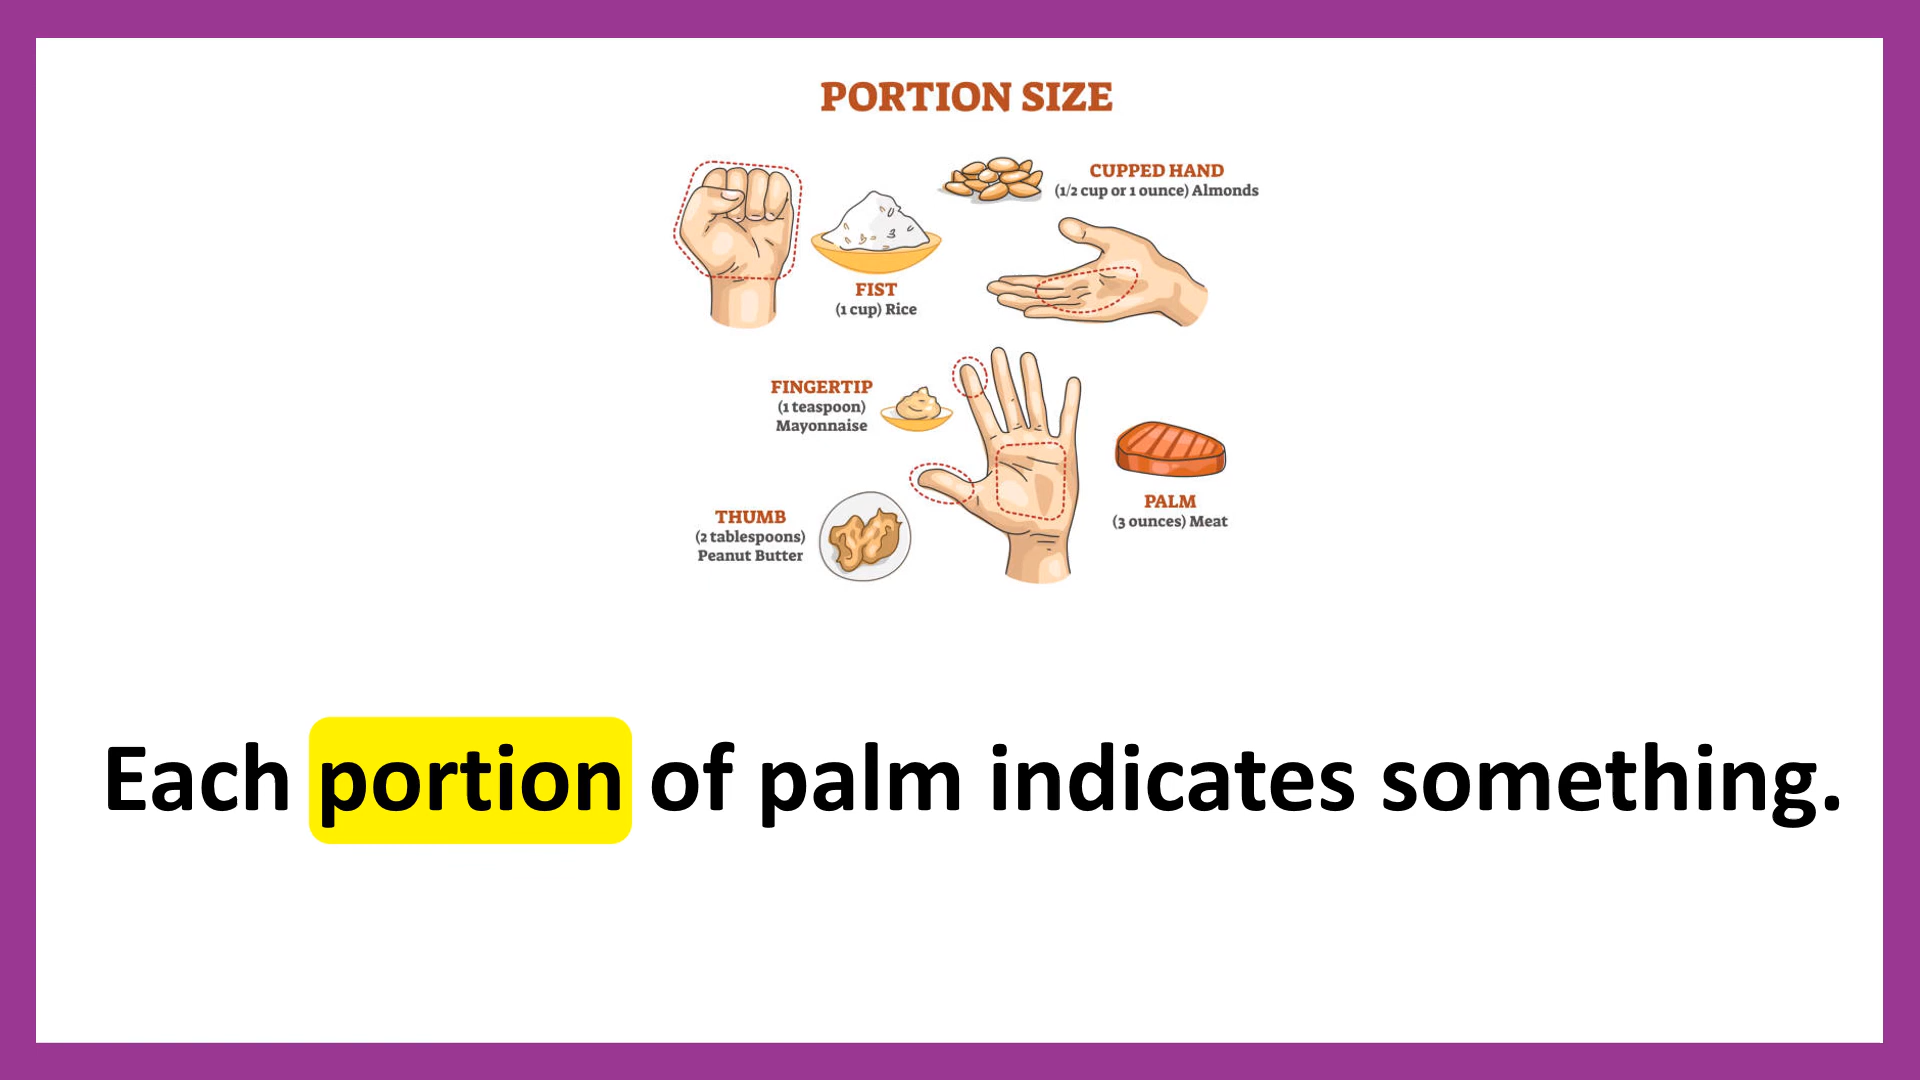 PORTION SIZE
CUPPED HAND
(1/2 cup or 1 ounce) Almonds
FIST
(1 cup) Rice
FINGERTIP
(1 teaspoon)
Mayonnaise
PALM
(3 ounces) Meat
THUMB
(2 tablespoons)
Peanut Butter
Each portion of palm indicates something.